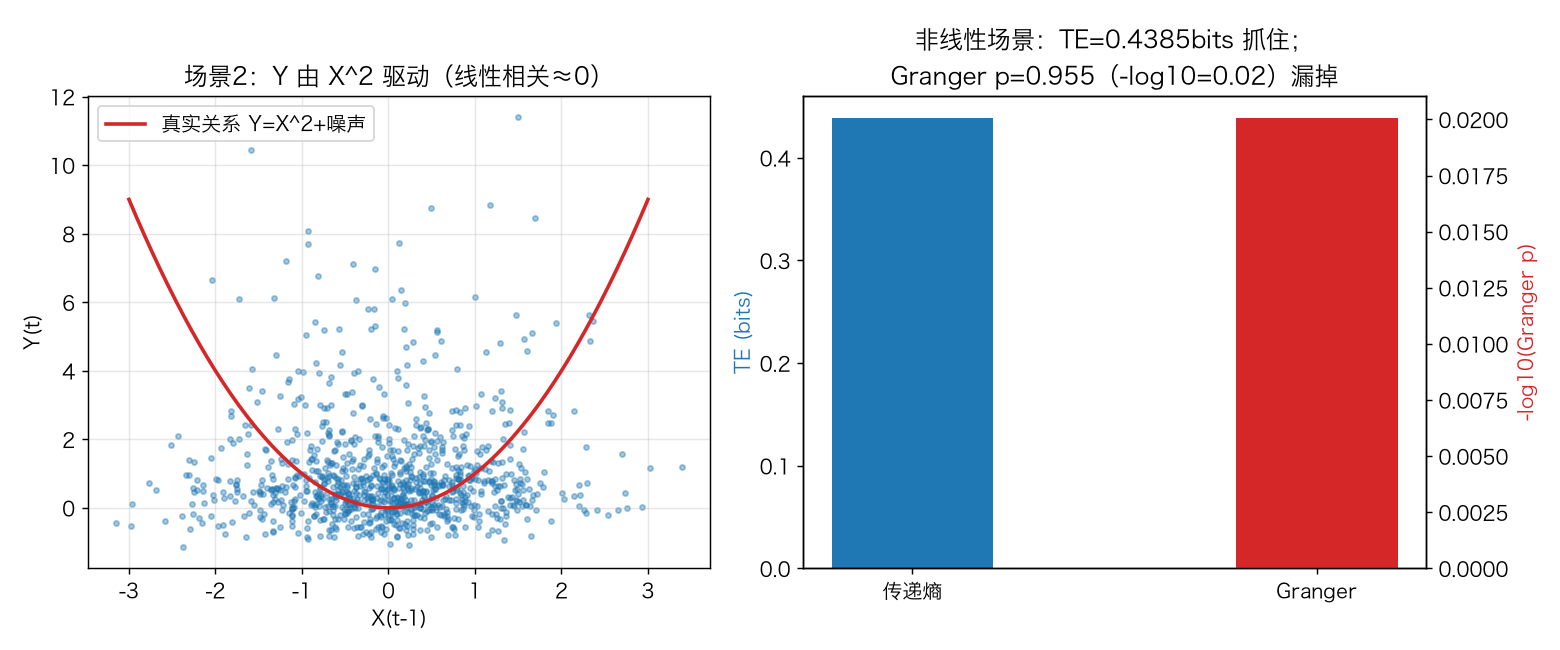 场景2：Y 由 X^2 驱动（线性相关≈0）
真实关系 Y=X^2+噪声
12
10
8
6
4
2
0
Y(t)
-3
-2
-1
0
1
2
3
X(t-1)
非线性场景：TE=0.4385bits 抓住；
Granger p=0.955（-log10=0.02）漏掉
0.4
0.3
0.2
0.1
0.0
TE (bits)
传递熵
Granger
0.0200
0.0175
0.0150
0.0125
0.0100
0.0075
0.0050
0.0025
0.0000
-log10(Granger p)